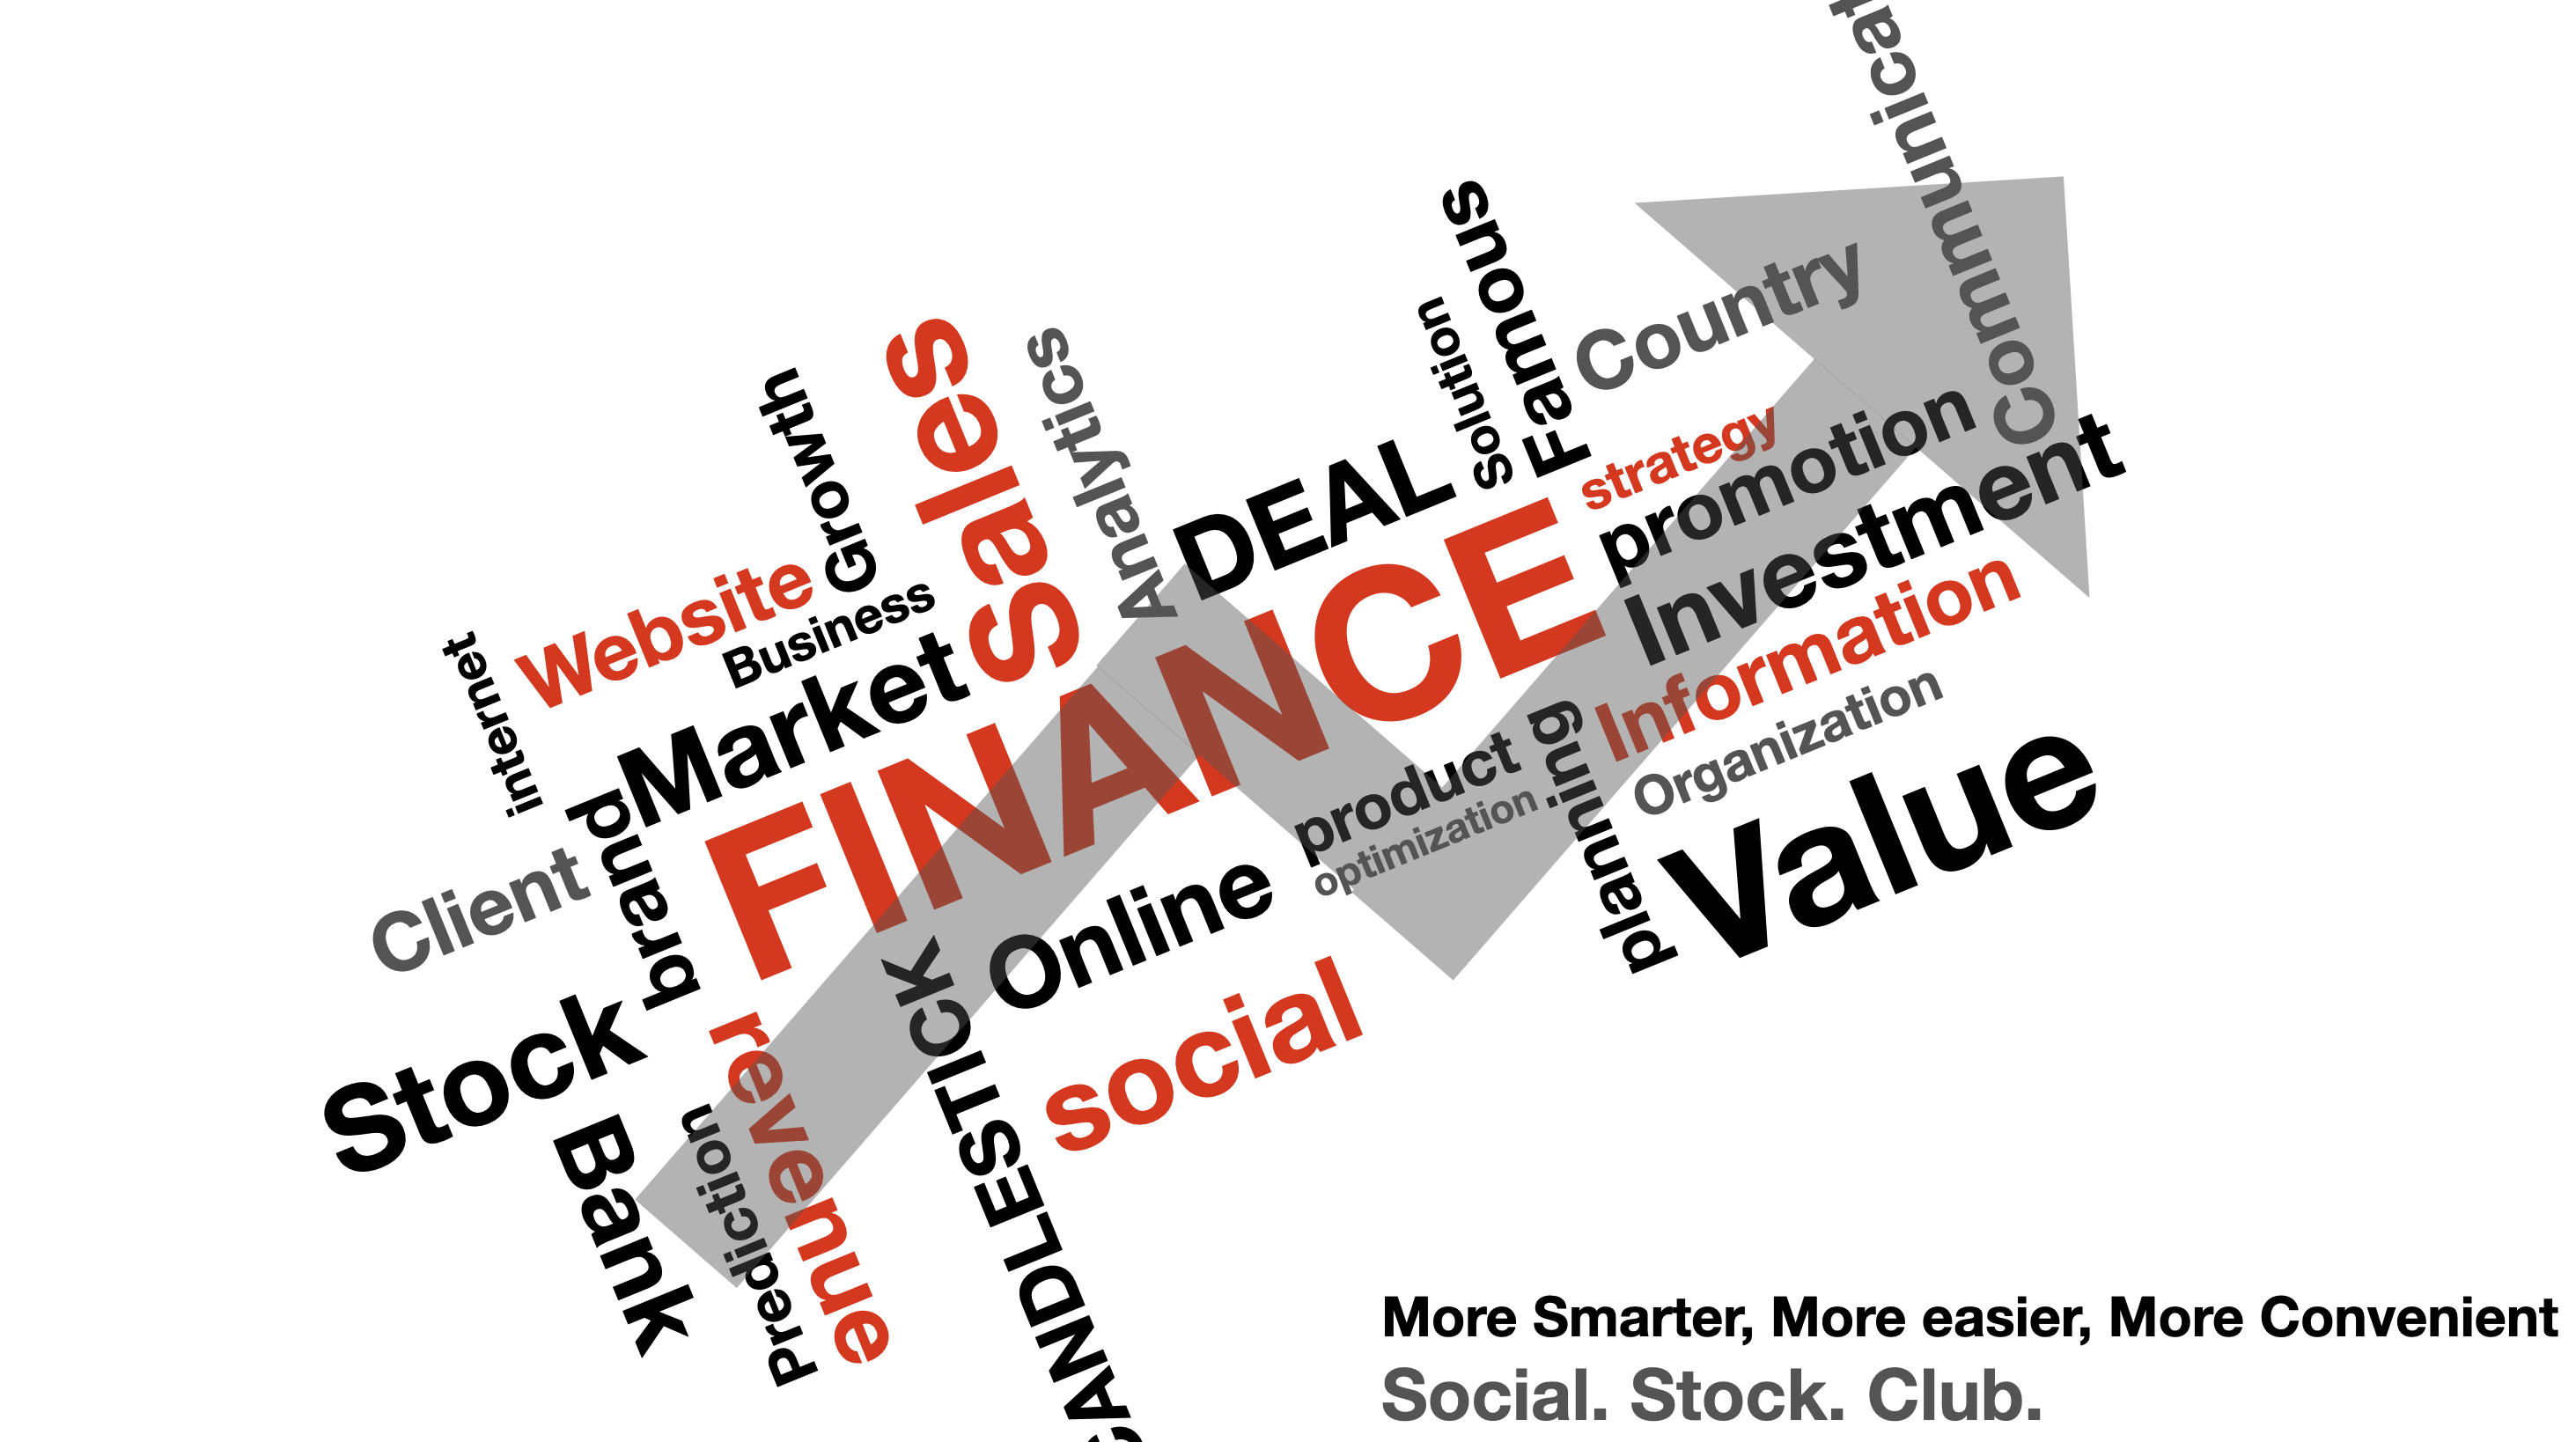 Communicat
Famous
solution
Country
Sales
Analytics
Growth
DEAL
strategy
promotion
Investment
Website
Business
internet
Market
FINANCE
Information
Organization
brand
product
optimization
planning
Value
Client
Online
Stock
social
revenue
Bank
Prediction
CANDLESTICK
More Smarter, More easier, More Convenient
Social. Stock. Club.